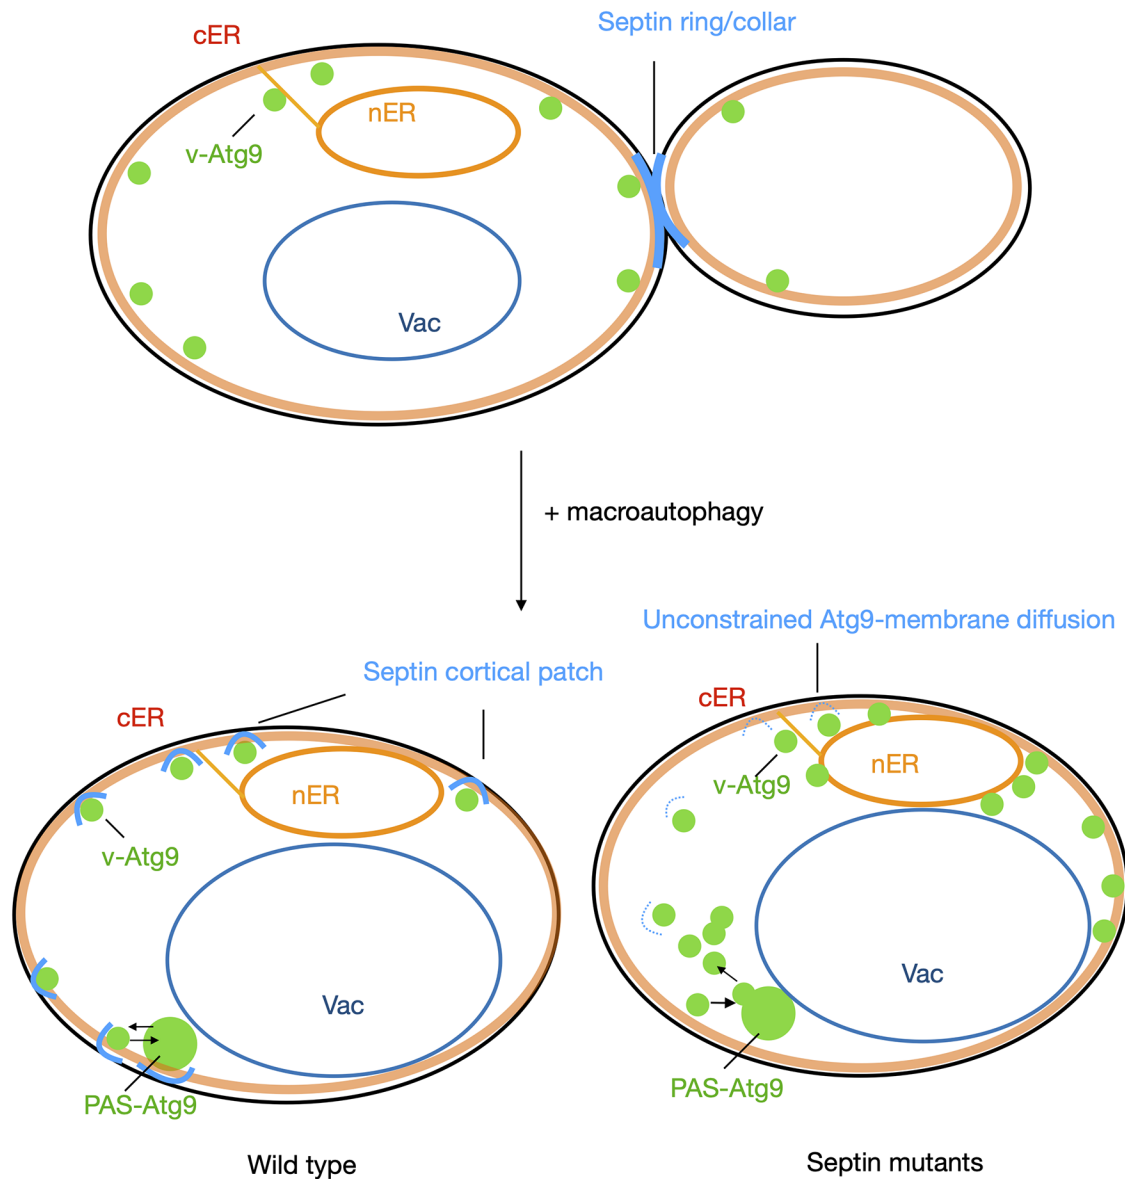 Septin ring/collar
cER
nER
v-Atg9
Vac
+ macroautophagy
Unconstrained Atg9-membrane diffusion
Septin cortical patch
cER
nER
v-Atg9
Vac
PAS-Atg9
Wild type
cER
nER
v-Atg9
Vac
PAS-Atg9
Septin mutants